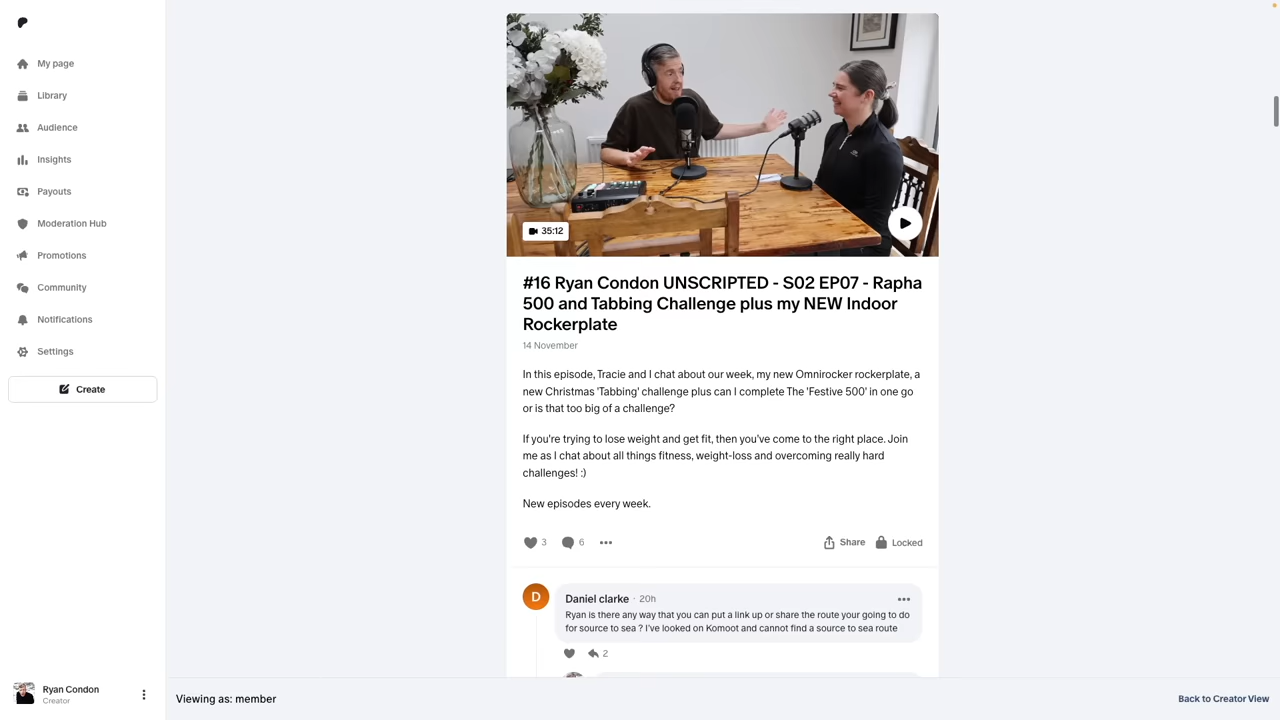 My page
Library
Audience
Insights
Payouts
Moderation Hub
Promotions
Community
Notifications
Settings
Create
Ryan Condon
Creator
35:12
#16 Ryan Condon UNSCRIPTED - S02 EP07 - Rapha
500 and Tabbing Challenge plus my NEW Indoor
Rockerplate
14 November
In this episode, Tracie and I chat about our week, my new Omnirocker rockerplate, a
new Christmas 'Tabbing' challenge plus can I complete The 'Festive 500' in one go
or is that too big of a challenge?
If you're trying to lose weight and get fit, then you've come to the right place. Join
me as I chat about all things fitness, weight-loss and overcoming really hard
challenges! :)
New episodes every week.
3 6 Share Locked
D
Daniel clarke · 20h
Ryan is there any way that you can put a link up or share the route your going to do
for source to sea ? I've looked on Komoot and cannot find a source to sea route
2
Viewing as: member
Back to Creator View